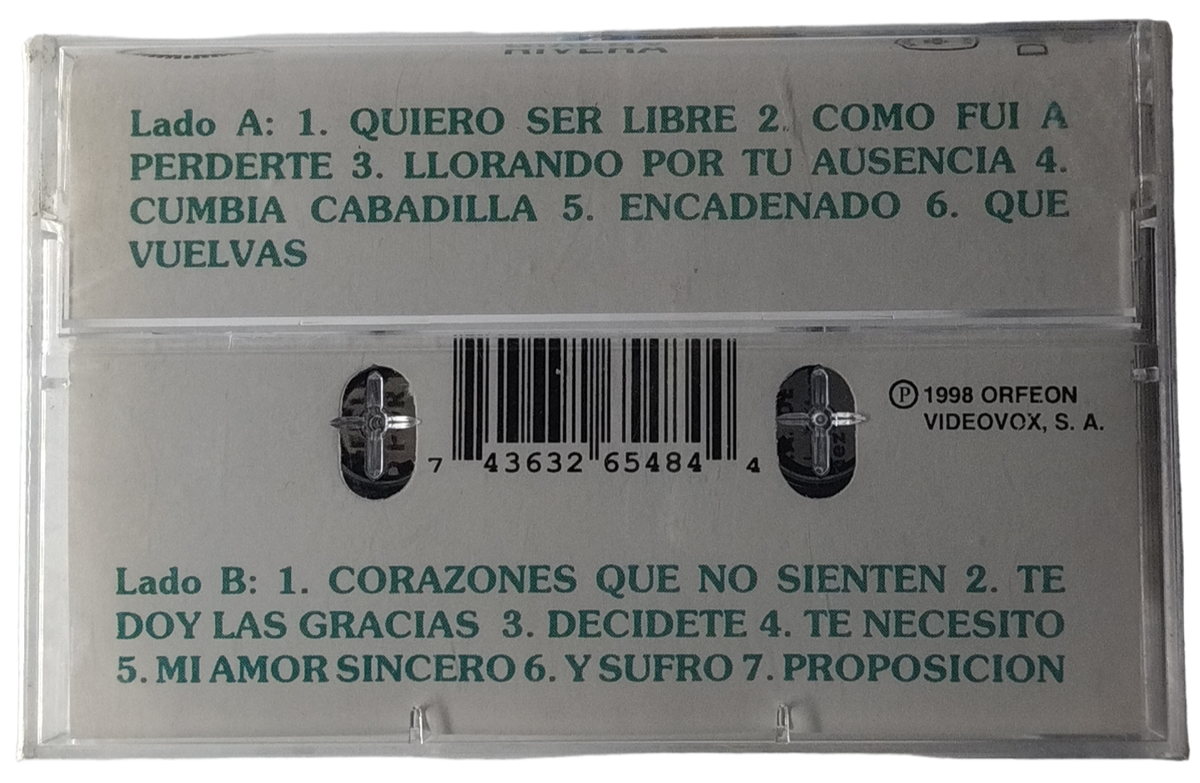 RIVERA
Lado A: 1. QUIERO SER LIBRE 2. COMO FUI A
PERDERTE 3. LLORANDO POR TU AUSENCIA 4.
CUMBIA CABADILLA 5. ENCADENADO 6. QUE
VUELVAS
7 43632 65484 4
Ⓟ 1998 ORFEON
VIDEOVOX, S. A.
Lado B: 1. CORAZONES QUE NO SIENTEN 2. TE
DOY LAS GRACIAS 3. DECIDETE 4. TE NECESITO
5. MI AMOR SINCERO 6. Y SUFRO 7. PROPOSICION